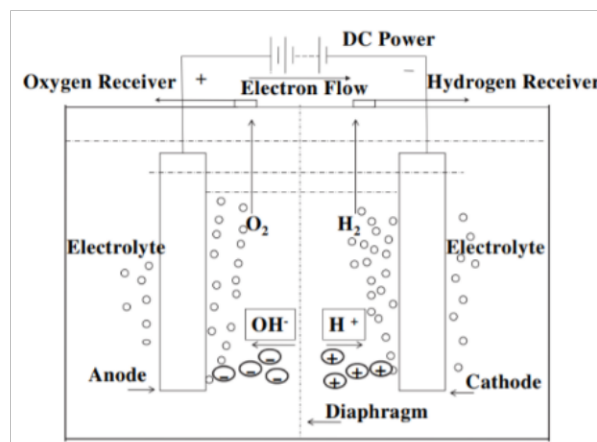 DC Power
Oxygen Receiver + Electron Flow − Hydrogen Receiver
O2 H2
Electrolyte Electrolyte
OH- H +
Anode Cathode
Diaphragm